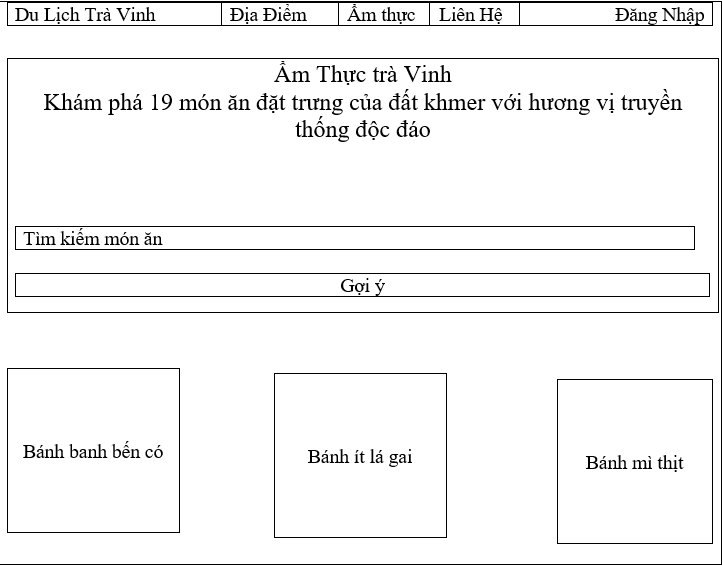 Du Lịch Trà Vinh Địa Điểm Ẩm thực Liên Hệ Đăng Nhập
Ẩm Thực trà Vinh
Khám phá 19 món ăn đặt trưng của đất khmer với hương vị truyền
thống độc đáo
Tìm kiếm món ăn
Gợi ý
Bánh banh bến có
Bánh ít lá gai
Bánh mì thịt